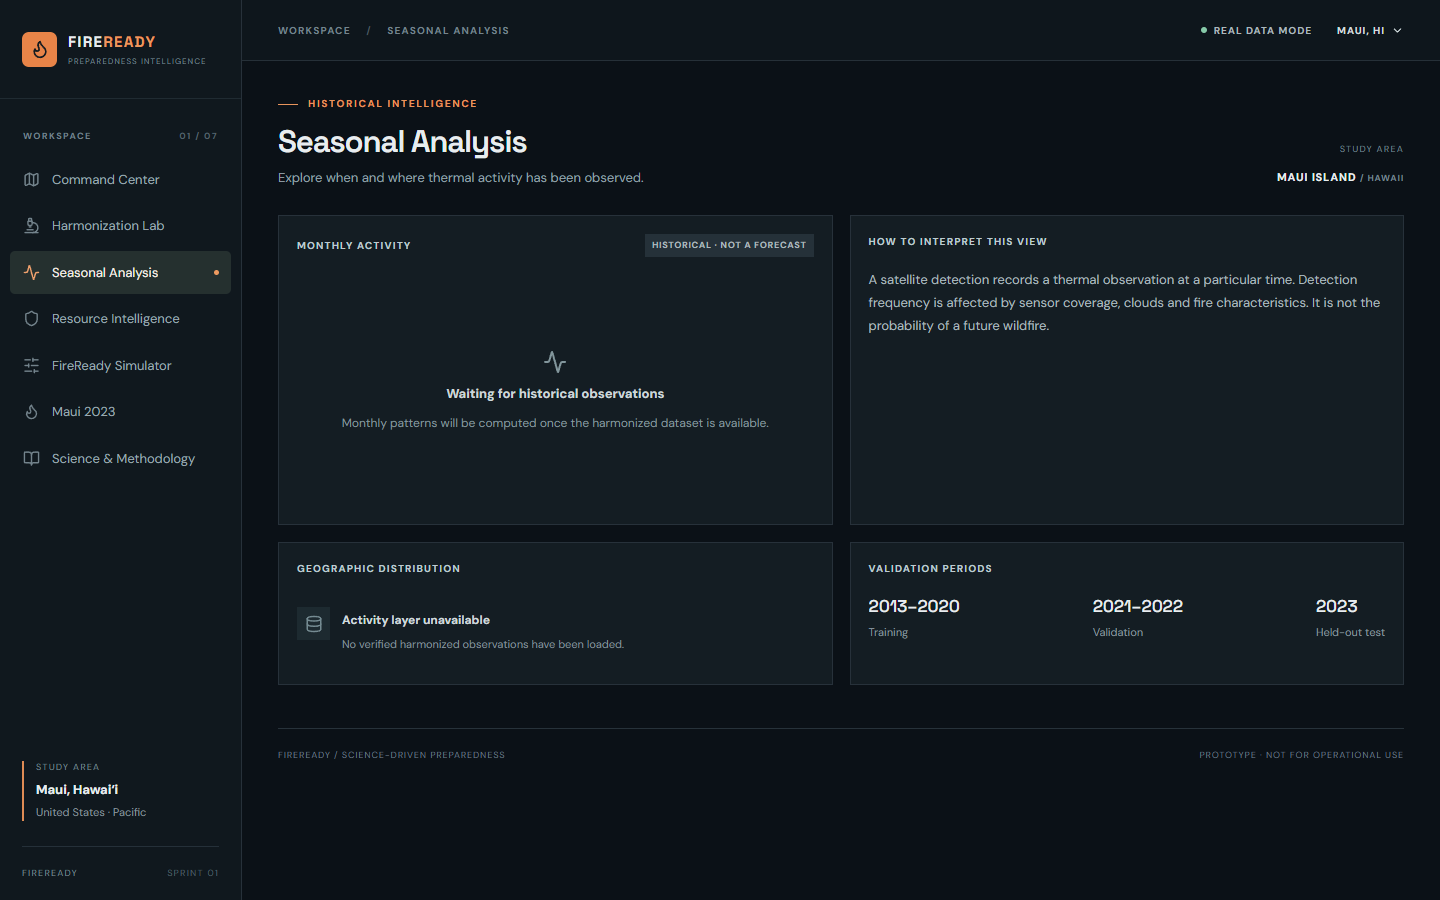 FIREREADY
PREPAREDNESS INTELLIGENCE
WORKSPACE 01 / 07
Command Center
Harmonization Lab
Seasonal Analysis
Resource Intelligence
FireReady Simulator
Maui 2023
Science & Methodology
STUDY AREA
Maui, Hawaiʻi
United States · Pacific
FIREREADY SPRINT 01
WORKSPACE / SEASONAL ANALYSIS
REAL DATA MODE MAUI, HI
HISTORICAL INTELLIGENCE
Seasonal Analysis
Explore when and where thermal activity has been observed.
STUDY AREA
MAUI ISLAND / HAWAII
MONTHLY ACTIVITY HISTORICAL · NOT A FORECAST
Waiting for historical observations
Monthly patterns will be computed once the harmonized dataset is available.
HOW TO INTERPRET THIS VIEW
A satellite detection records a thermal observation at a particular time. Detection
frequency is affected by sensor coverage, clouds and fire characteristics. It is not the
probability of a future wildfire.
GEOGRAPHIC DISTRIBUTION
Activity layer unavailable
No verified harmonized observations have been loaded.
VALIDATION PERIODS
2013–2020 2021–2022 2023
Training Validation Held-out test
FIREREADY / SCIENCE-DRIVEN PREPAREDNESS PROTOTYPE · NOT FOR OPERATIONAL USE